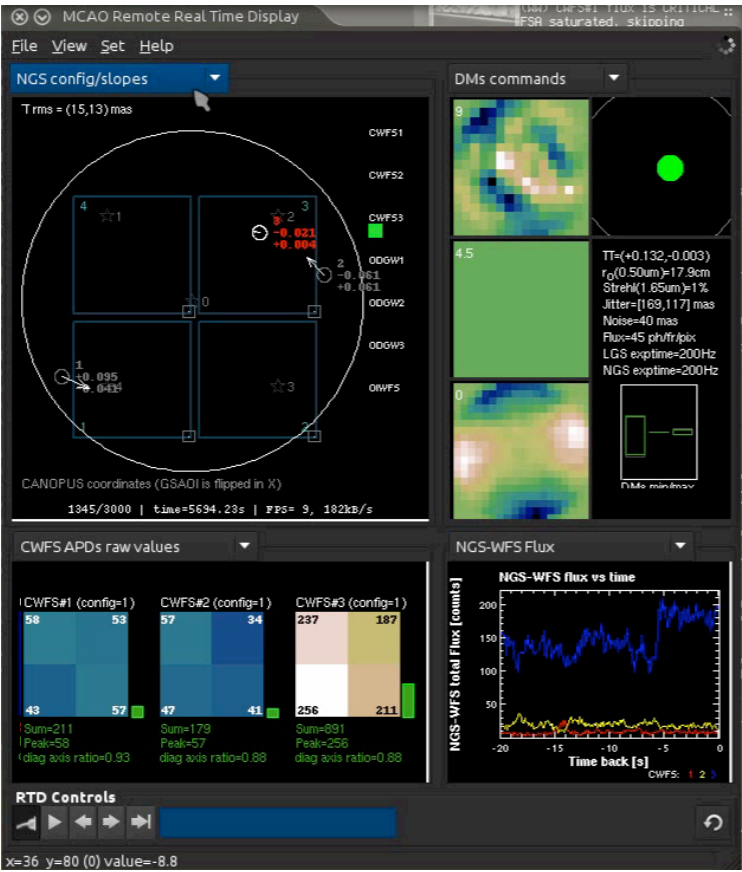 MCAO Remote Real Time Display
FSA saturated, skipping
File View Set Help
NGS config/slopes
DMs commands
T rms = (15,13) mas
CWFS1
CWFS2
CWFS3
ODGW1
ODGW2
ODGW3
OIWFS
4
1
3
2
3
-0.021
+0.004
2
-0.061
+0.061
0
1
+0.095
-0.041
4
3
1
2
CANOPUS coordinates (GSAOI is flipped in X)
1345/3000 | time=5694.23s | FPS= 9, 182kB/s
9
4.5
0
TT=(+0.132,-0.003)
r0(0.50um)=17.9cm
Strehl(1.65um)=1%
Jitter=[169,117] mas
Noise=40 mas
Flux=45 ph/fr/pix
LGS exptime=200Hz
NGS exptime=200Hz
DMs min/max
CWFS APDs raw values
NGS-WFS Flux
CWFS#1 (config=1) CWFS#2 (config=1) CWFS#3 (config=1)
58 53 57 34 237 187
43 57 47 41 256 211
Sum=211 Sum=179 Sum=891
Peak=58 Peak=57 Peak=256
diag axis ratio=0.93 diag axis ratio=0.88 diag axis ratio=0.88
NGS-WFS flux vs time
NGS-WFS total Flux [counts]
200
150
100
50
-20 -15 -10 -5 0
Time back [s]
CWFS: 1 2 3
RTD Controls
x=36 y=80 (0) value=-8.8